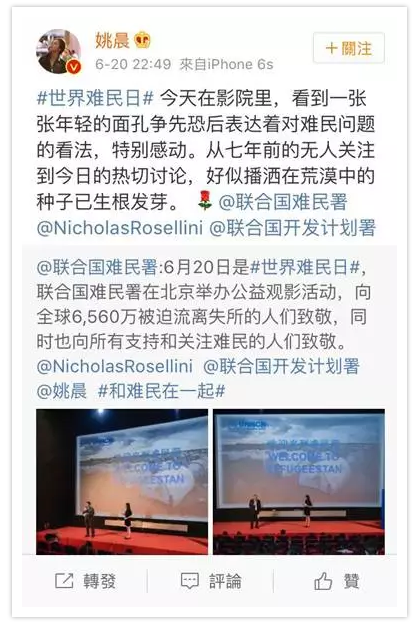 姚晨
+關注
6-20 22:49 來自iPhone 6s
#世界难民日# 今天在影院里，看到一张
张年轻的面孔争先恐后表达着对难民问题
的看法，特别感动。从七年前的无人关注
到今日的热切讨论，好似播洒在荒漠中的
种子已生根发芽。 @联合国难民署
@NicholasRosellini @联合国开发计划署
@联合国难民署:6月20日是#世界难民日#，
联合国难民署在北京举办公益观影活动，向
全球6,560万被迫流离失所的人们致敬，同
时也向所有支持和关注难民的人们致敬。
@NicholasRosellini @联合国开发计划署
@姚晨 #和难民在一起#
WELCOME TO
REFUGEESTAN
WELCOME TO
REFUGEESTAN
轉發
評論
贊